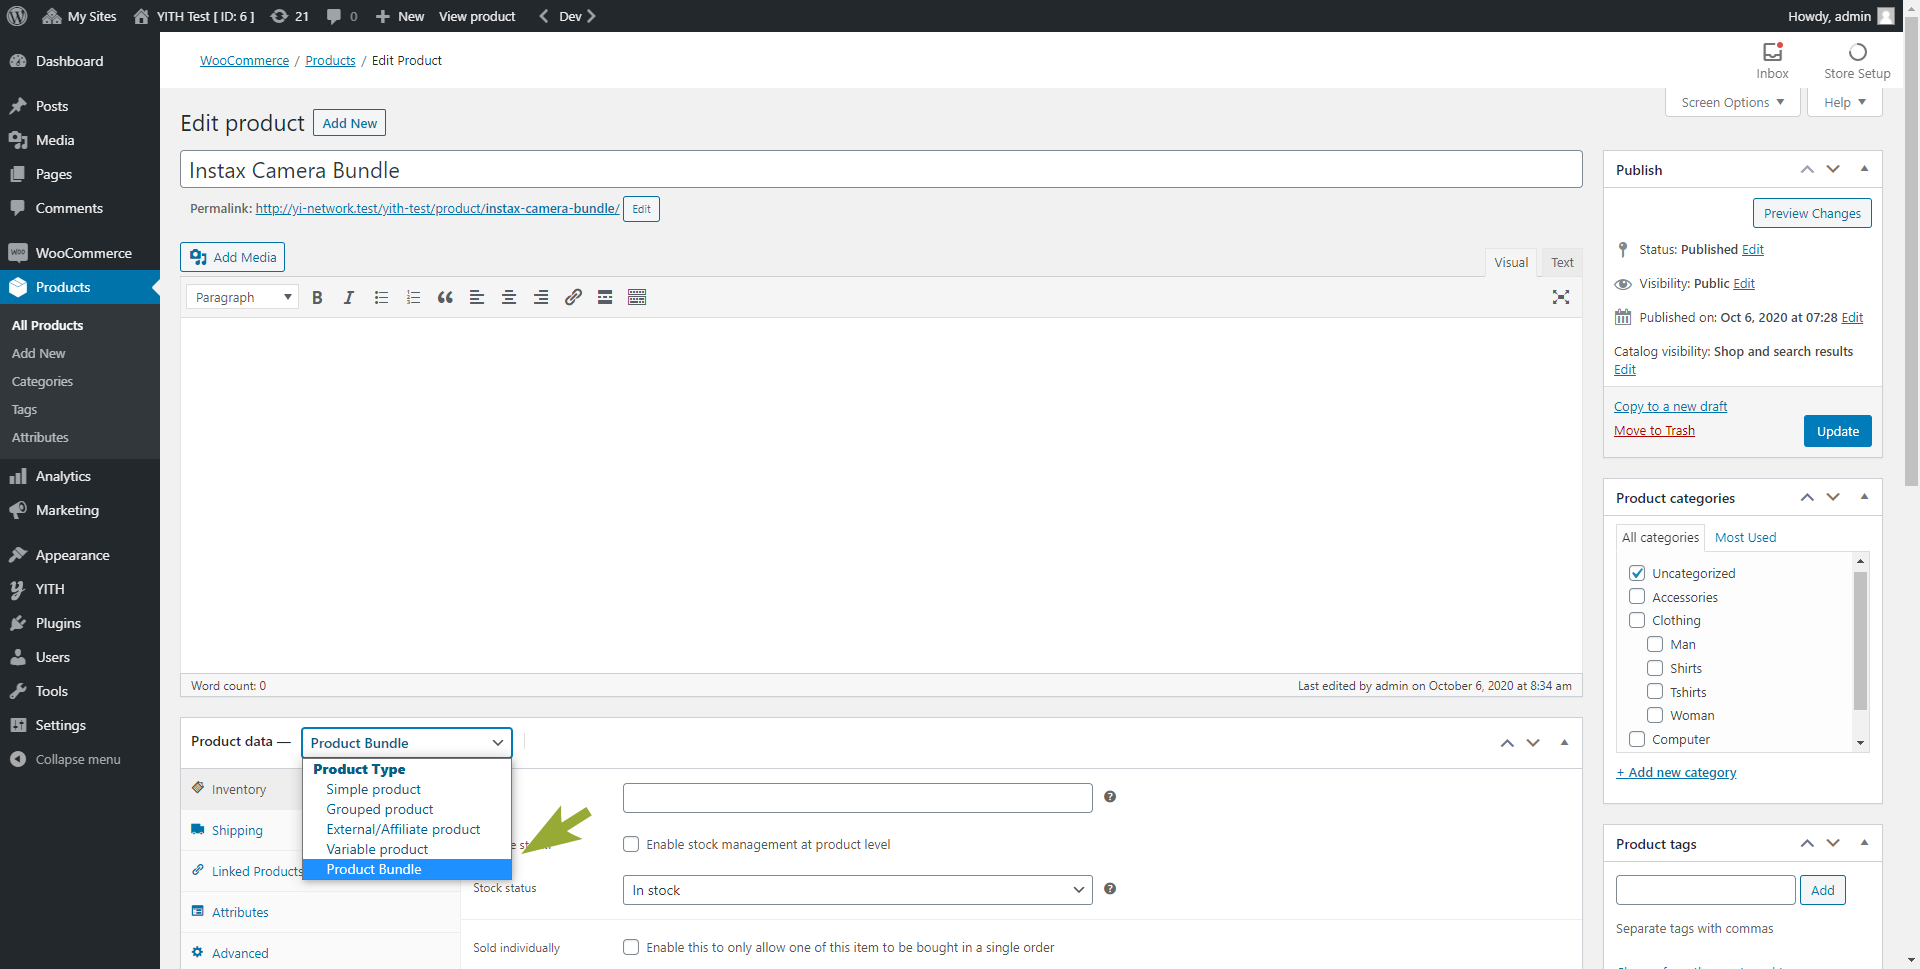 My Sites
YITH Test [ ID: 6 ]
21
0
New
View product
Dev
Howdy, admin
Dashboard
Posts
Media
Pages
Comments
WooCommerce
Products
All Products
Add New
Categories
Tags
Attributes
Analytics
Marketing
Appearance
YITH
Plugins
Users
Tools
Settings
Collapse menu
WooCommerce / Products / Edit Product
Inbox
Store Setup
Screen Options
Help
Edit product
Add New
Instax Camera Bundle
Permalink: http://yi-network.test/yith-test/product/instax-camera-bundle/ Edit
Add Media
Visual
Text
Paragraph
Word count: 0
Last edited by admin on October 6, 2020 at 8:34 am
Product data —
Product Bundle
Product Type
Simple product
Grouped product
External/Affiliate product
Variable product
Product Bundle
Inventory
Shipping
Linked Products
Attributes
Advanced
Enable stock management at product level
Stock status
In stock
Sold individually
Enable this to only allow one of this item to be bought in a single order
Publish
Preview Changes
Status: Published Edit
Visibility: Public Edit
Published on: Oct 6, 2020 at 07:28 Edit
Catalog visibility: Shop and search results
Edit
Copy to a new draft
Move to Trash
Update
Product categories
All categories
Most Used
Uncategorized
Accessories
Clothing
Man
Shirts
Tshirts
Woman
Computer
+ Add new category
Product tags
Add
Separate tags with commas